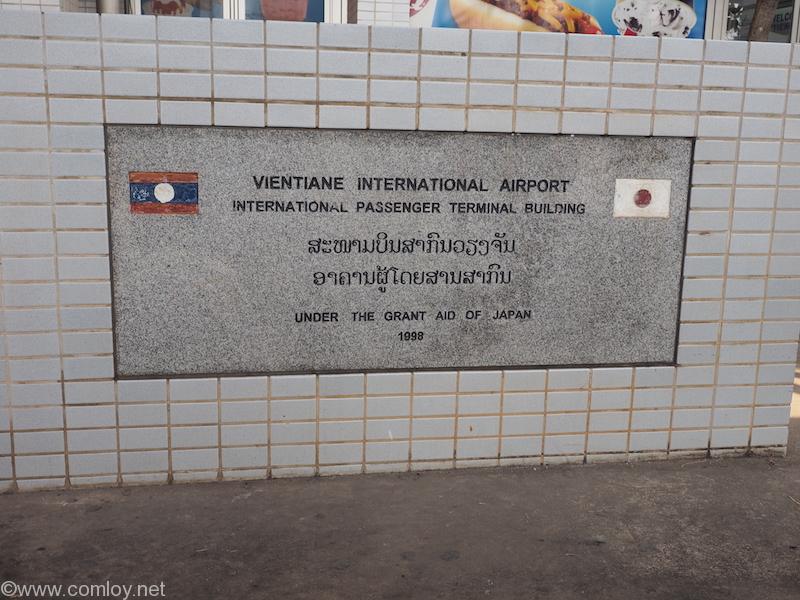 VIENTIANE INTERNATIONAL AIRPORT
INTERNATIONAL PASSENGER TERMINAL BUILDING
ສະໜາມບິນສາກົນວຽງຈັນ
ອາຄານຜູ້ໂດຍສານສາກົນ
UNDER THE GRANT AID OF JAPAN
1998
©www.comloy.net